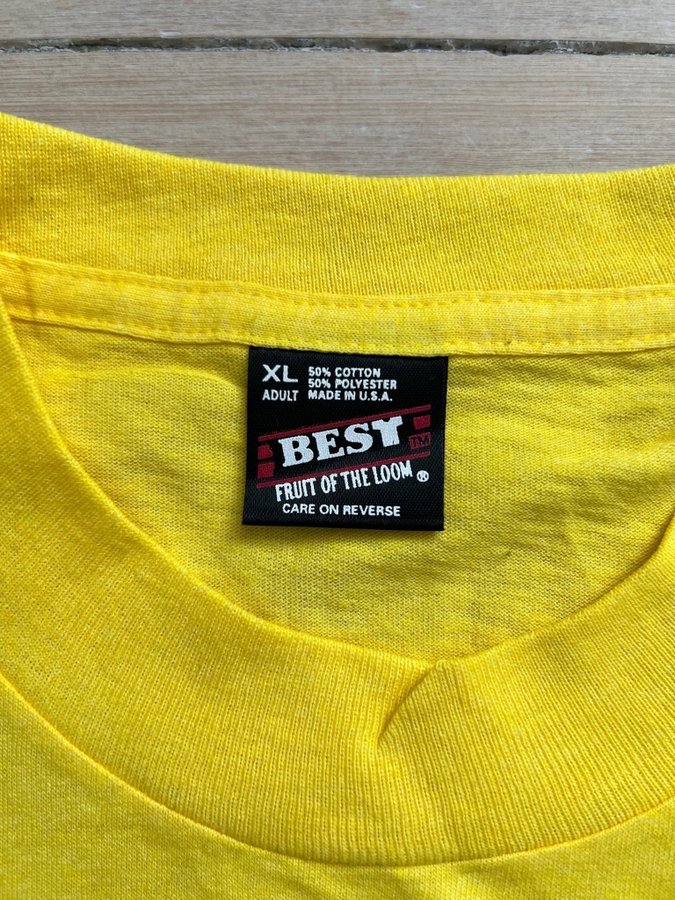 XL 50% COTTON
50% POLYESTER
ADULT MADE IN U.S.A.
BEST TM
FRUIT OF THE LOOM ®
CARE ON REVERSE